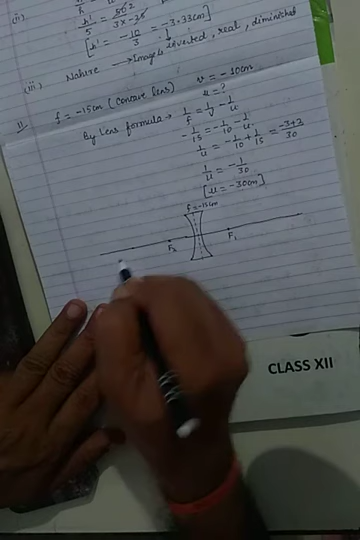 (ii). h'/h = v/u
h'/5 = 50×2/3x-25
[h' = -10/3 = -3.33cm]
(iii.) Nature → Image is inverted, real, diminished
11 f = -15cm (Concave lens) v = -10cm
u = ?
By Lens formula → 1/f = 1/v - 1/u
-1/15 = -1/10 - 1/u
1/u = -1/10 + 1/15 = -3+2/30
1/u = -1/30
[u = -30cm]
f = -15cm
F2 F1
CLASS XII